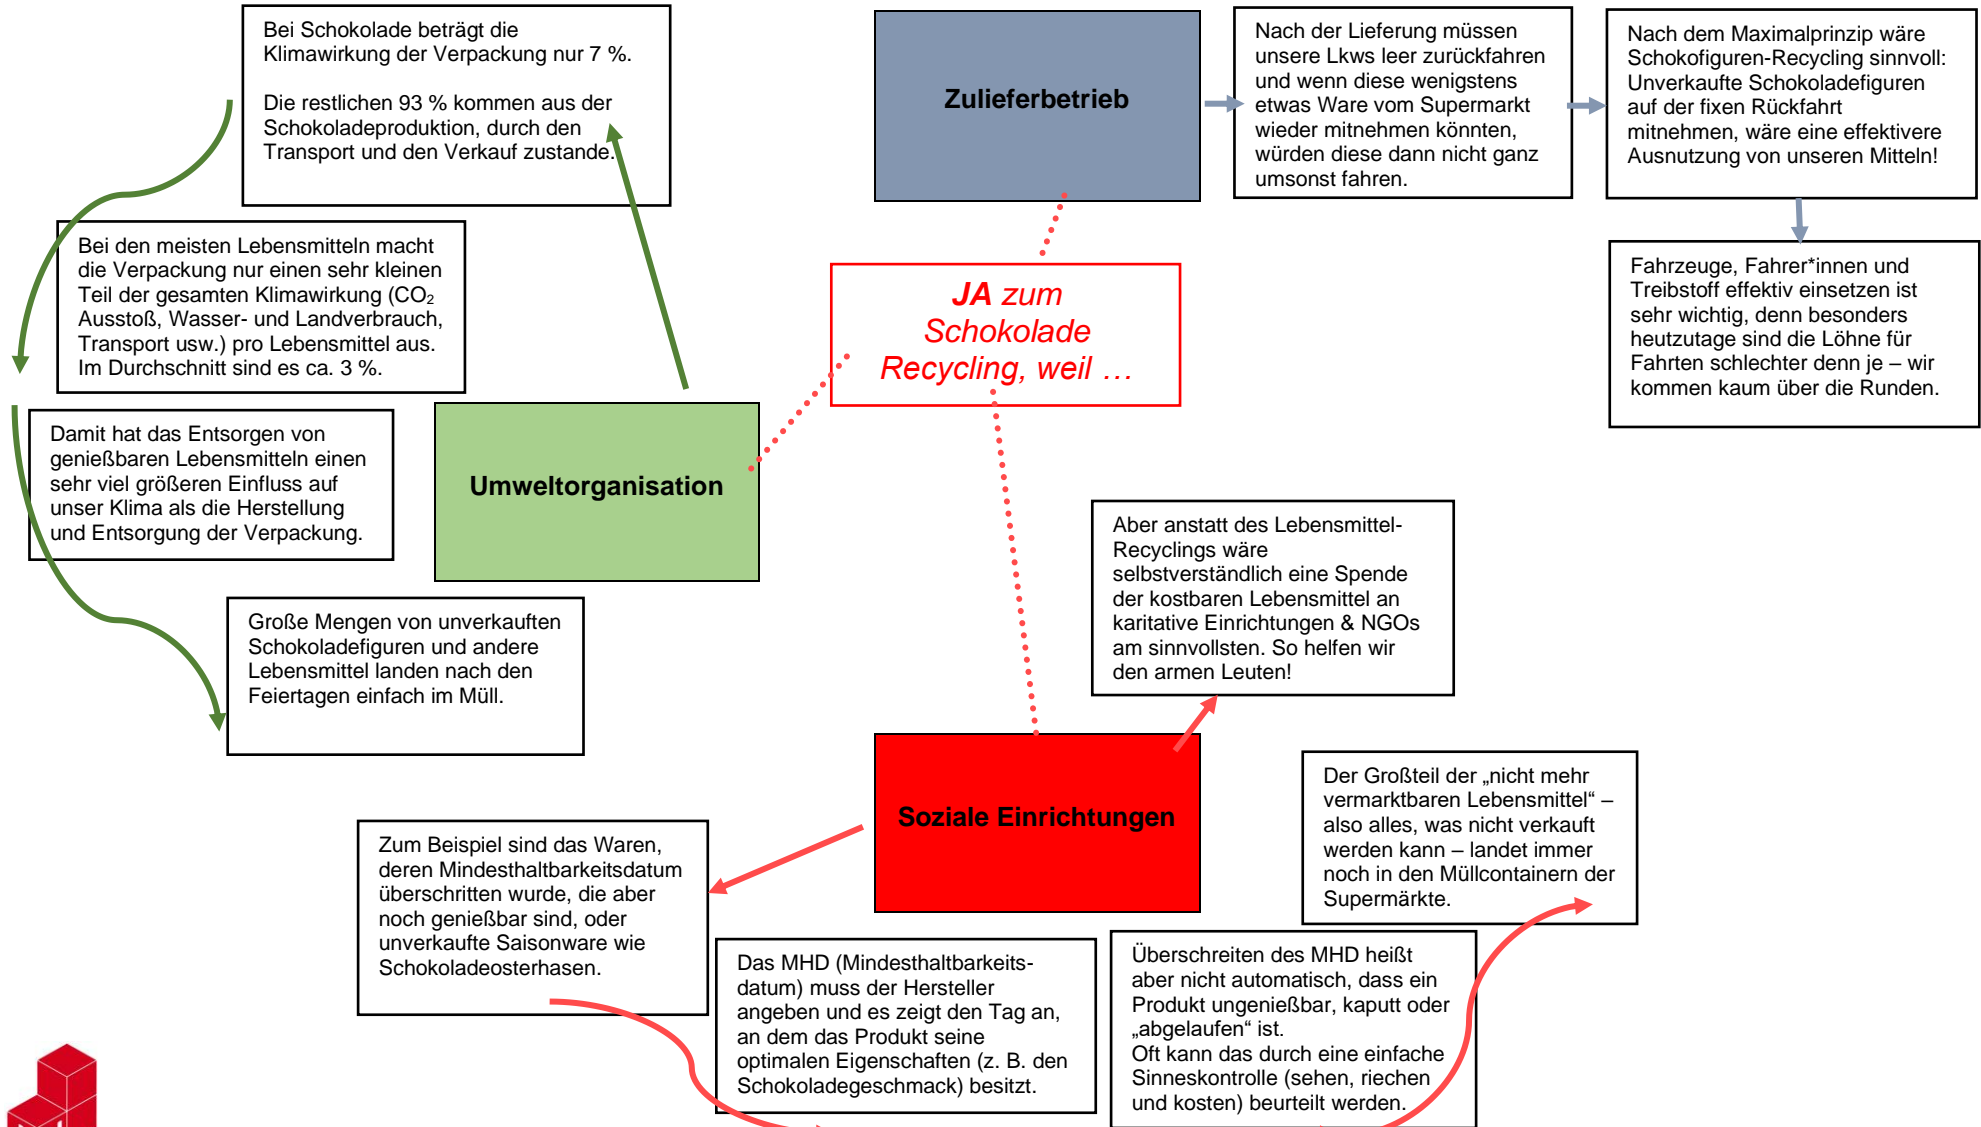 Bei Schokolade beträgt die
Klimawirkung der Verpackung nur 7 %.
Die restlichen 93 % kommen aus der
Schokoladeproduktion, durch den
Transport und den Verkauf zustande.
Zulieferbetrieb
Nach der Lieferung müssen
unsere Lkws leer zurückfahren
und wenn diese wenigstens
etwas Ware vom Supermarkt
wieder mitnehmen könnten,
würden diese dann nicht ganz
umsonst fahren.
Nach dem Maximalprinzip wäre
Schokofiguren-Recycling sinnvoll:
Unverkaufte Schokoladefiguren
auf der fixen Rückfahrt
mitnehmen, wäre eine effektivere
Ausnutzung von unseren Mitteln!
Bei den meisten Lebensmitteln macht
die Verpackung nur einen sehr kleinen
Teil der gesamten Klimawirkung (CO₂
Ausstoß, Wasser- und Landverbrauch,
Transport usw.) pro Lebensmittel aus.
Im Durchschnitt sind es ca. 3 %.
JA zum
Schokolade
Recycling, weil …
Fahrzeuge, Fahrer*innen und
Treibstoff effektiv einsetzen ist
sehr wichtig, denn besonders
heutzutage sind die Löhne für
Fahrten schlechter denn je – wir
kommen kaum über die Runden.
Damit hat das Entsorgen von
genießbaren Lebensmitteln einen
sehr viel größeren Einfluss auf
unser Klima als die Herstellung
und Entsorgung der Verpackung.
Umweltorganisation
Aber anstatt des Lebensmittel-
Recyclings wäre
selbstverständlich eine Spende
der kostbaren Lebensmittel an
karitative Einrichtungen & NGOs
am sinnvollsten. So helfen wir
den armen Leuten!
Große Mengen von unverkauften
Schokoladefiguren und andere
Lebensmittel landen nach den
Feiertagen einfach im Müll.
Soziale Einrichtungen
Der Großteil der „nicht mehr
vermarktbaren Lebensmittel“ –
also alles, was nicht verkauft
werden kann – landet immer
noch in den Müllcontainern der
Supermärkte.
Zum Beispiel sind das Waren,
deren Mindesthaltbarkeitsdatum
überschritten wurde, die aber
noch genießbar sind, oder
unverkaufte Saisonware wie
Schokoladeosterhasen.
Das MHD (Mindesthaltbarkeits-
datum) muss der Hersteller
angeben und es zeigt den Tag an,
an dem das Produkt seine
optimalen Eigenschaften (z. B. den
Schokoladegeschmack) besitzt.
Überschreiten des MHD heißt
aber nicht automatisch, dass ein
Produkt ungenießbar, kaputt oder
„abgelaufen“ ist.
Oft kann das durch eine einfache
Sinneskontrolle (sehen, riechen
und kosten) beurteilt werden.